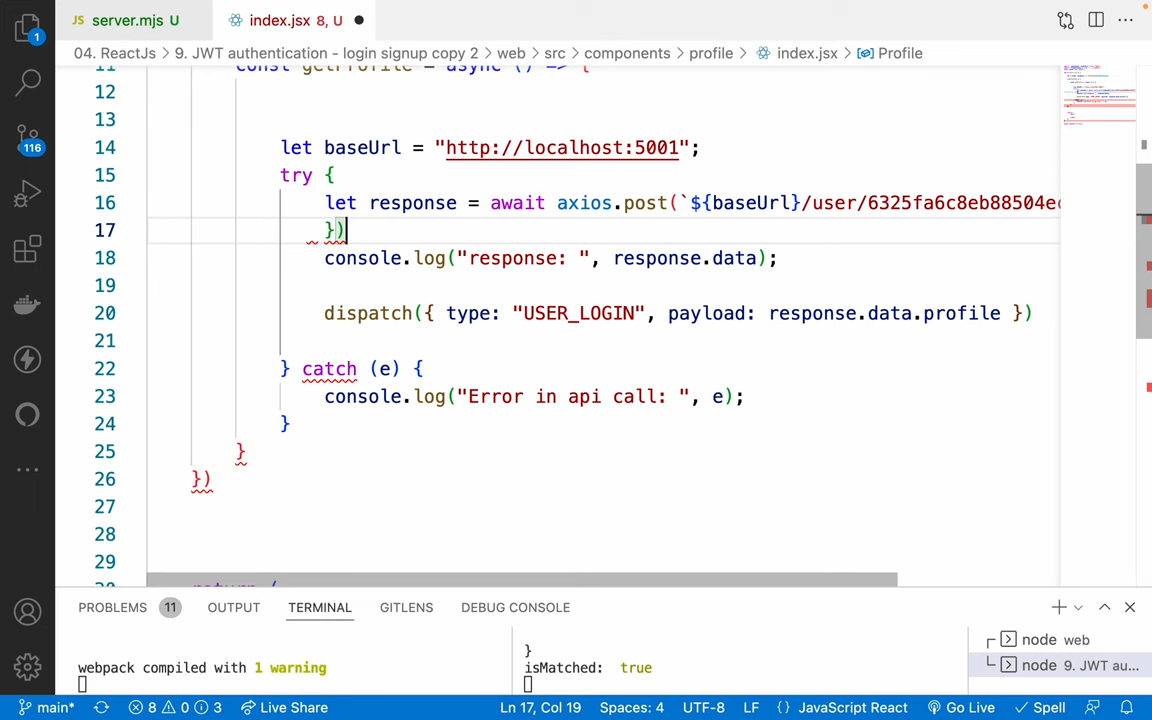 JS server.mjs U
index.jsx 8, U
1
04. ReactJs > 9. JWT authentication - login signup copy 2 > web > src > components > profile > index.jsx > Profile
11 const getProfile = async () => {
12
13
14 let baseUrl = "http://localhost:5001";
15 try {
16 let response = await axios.post(`${baseUrl}/user/6325fa6c8eb88504e
17 })
18 console.log("response: ", response.data);
19
20 dispatch({ type: "USER_LOGIN", payload: response.data.profile })
21
22 } catch (e) {
23 console.log("Error in api call: ", e);
24 }
25 }
26 })
27
28
29
return (
116
PROBLEMS 11 OUTPUT TERMINAL GITLENS DEBUG CONSOLE
webpack compiled with 1 warning
}
isMatched: true
node web
node 9. JWT au...
main* 8 0 3 Live Share Ln 17, Col 19 Spaces: 4 UTF-8 LF {} JavaScript React Go Live Spell